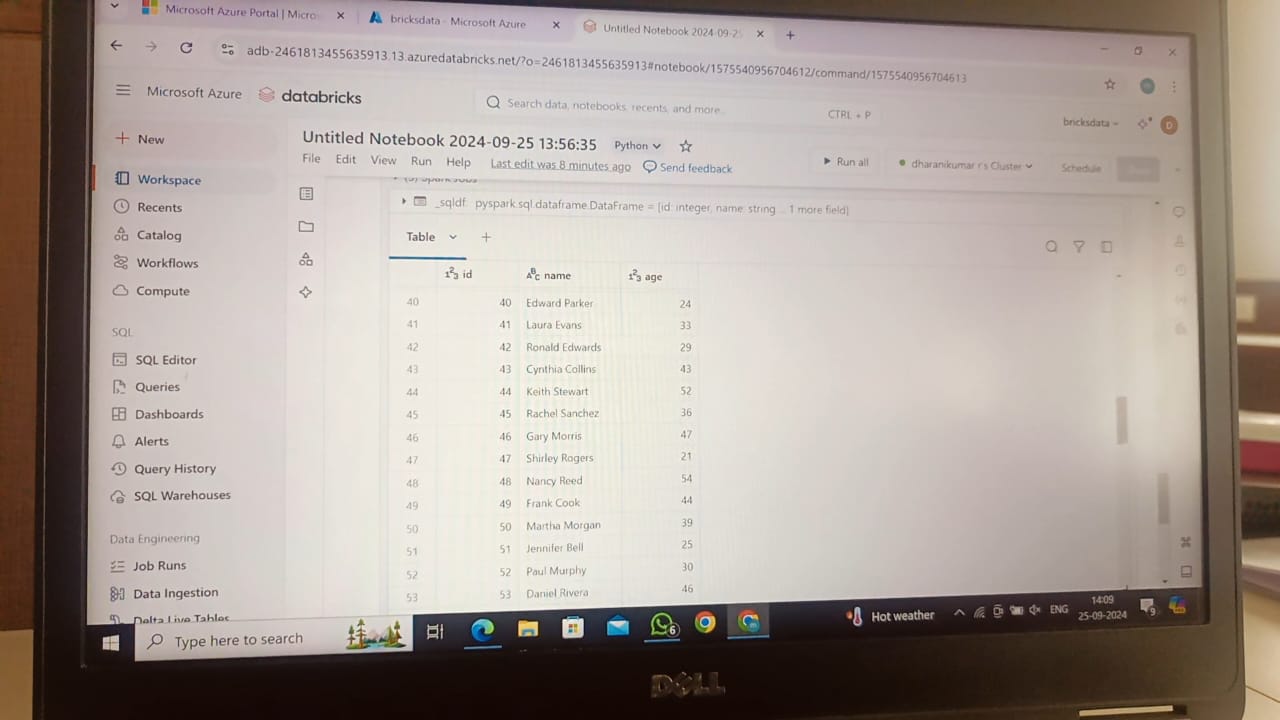 Microsoft Azure Portal | Micro
bricksdata - Microsoft Azure
Untitled Notebook 2024-09-25
adb-2461813455635913.13.azuredatabricks.net/?o=2461813455635913#notebook/1575540956704612/command/1575540956704613
Microsoft Azure
databricks
Search data, notebooks, recents, and more...
CTRL + P
bricksdata
D
New
Workspace
Recents
Catalog
Workflows
Compute
SQL
SQL Editor
Queries
Dashboards
Alerts
Query History
SQL Warehouses
Data Engineering
Job Runs
Data Ingestion
Delta Live Tables
Untitled Notebook 2024-09-25 13:56:35 Python
File Edit View Run Help Last edit was 8 minutes ago Send feedback
Run all
dharanikumar r's Cluster
Schedule
(3) Spark Jobs
_sqldf: pyspark.sql.dataframe.DataFrame = [id: integer, name: string ... 1 more field]
Table +
id name age
40 40 Edward Parker 24
41 41 Laura Evans 33
42 42 Ronald Edwards 29
43 43 Cynthia Collins 43
44 44 Keith Stewart 52
45 45 Rachel Sanchez 36
46 46 Gary Morris 47
47 47 Shirley Rogers 21
48 48 Nancy Reed 54
49 49 Frank Cook 44
50 50 Martha Morgan 39
51 51 Jennifer Bell 25
52 52 Paul Murphy 30
53 53 Daniel Rivera 46
Type here to search
6
Hot weather
ENG
14:09
25-09-2024
9
DELL